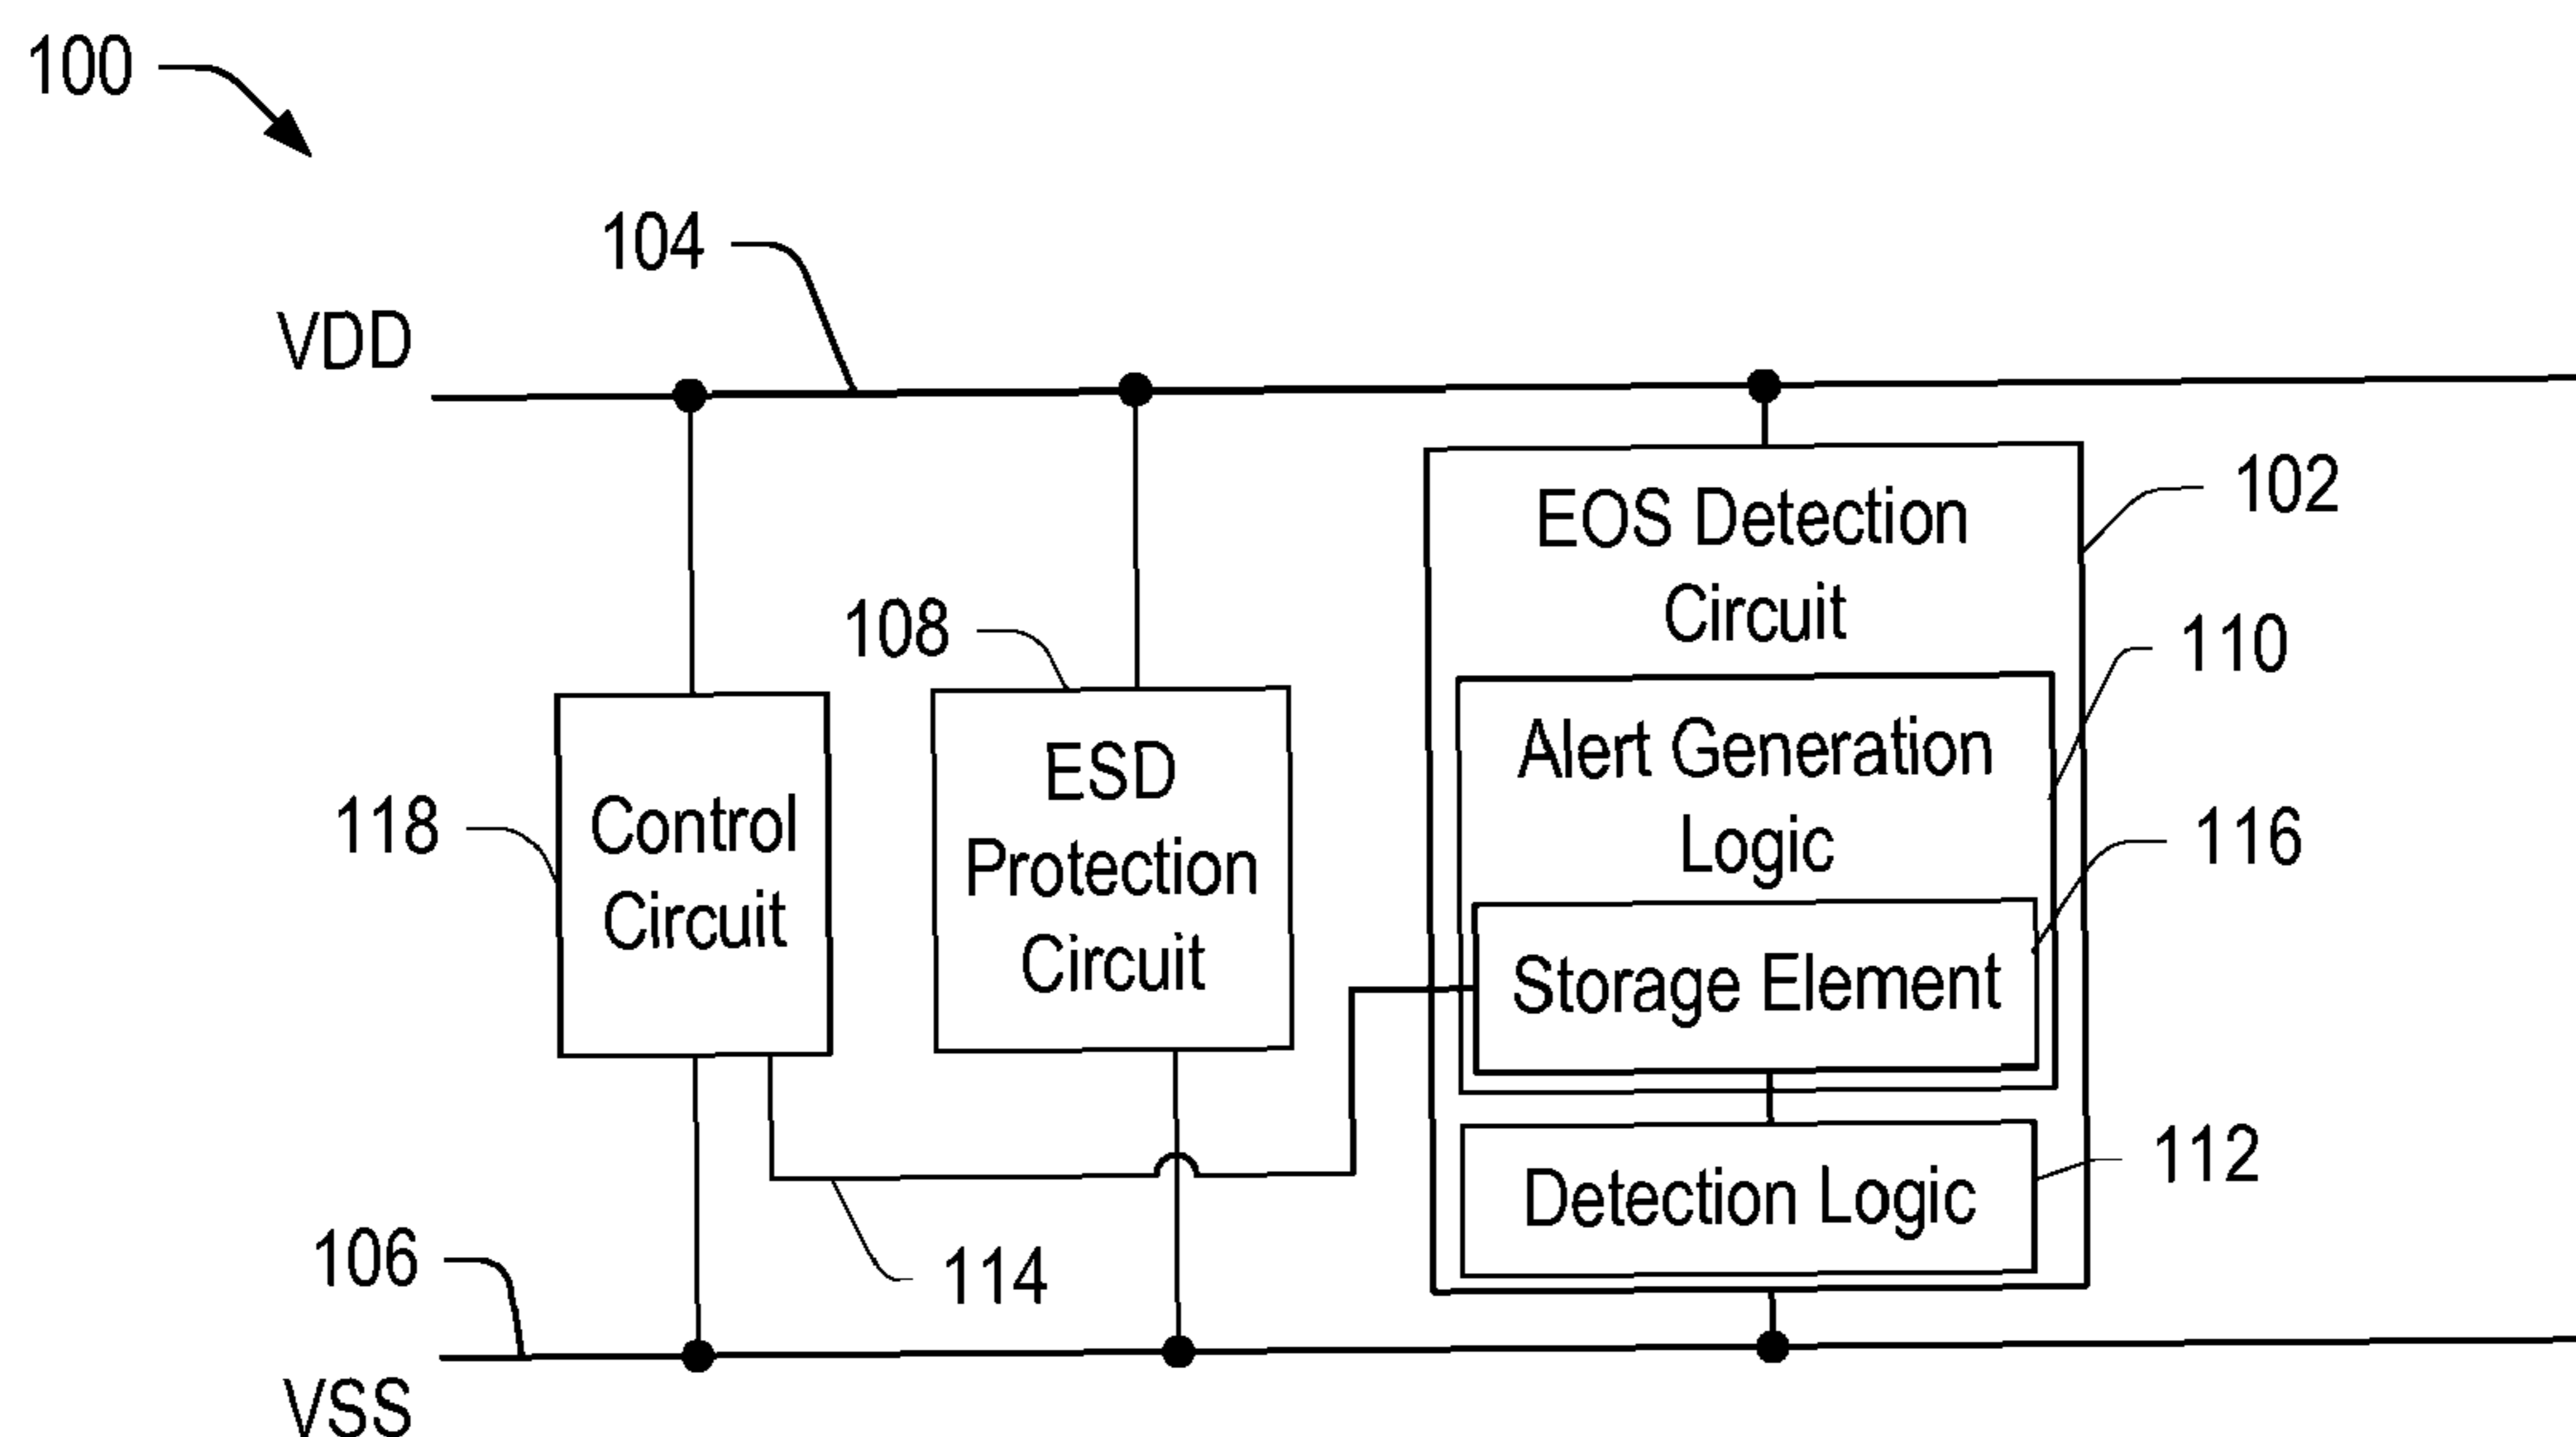 100
104
VDD
EOS Detection
Circuit
102
108
110
Alert Generation
Logic
ESD
Protection
Circuit
118
Control
Circuit
116
Storage Element
112
Detection Logic
106
114
VSS